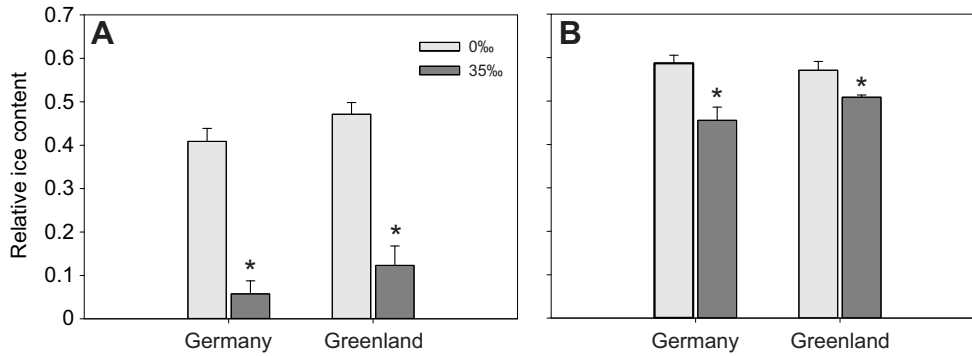 A
B
0‰
35‰
Relative ice content
0.7
0.6
0.5
0.4
0.3
0.2
0.1
0
*
*
*
*
Germany
Greenland
Germany
Greenland